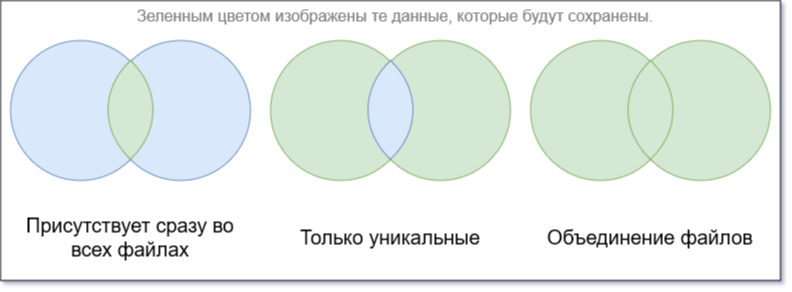 Зеленным цветом изображены те данные, которые будут сохранены.
Присутствует сразу во
всех файлах
Только уникальные
Объединение файлов